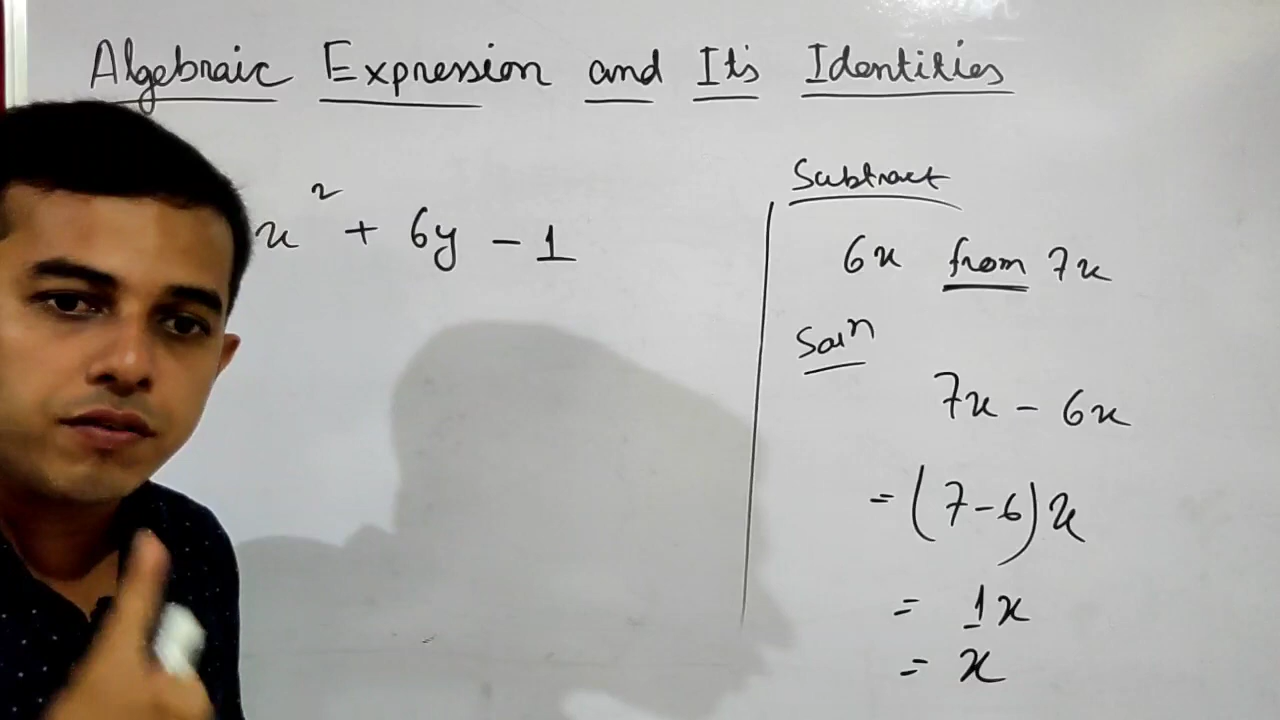 Algebraic Expression and Its Identities
x² + 6y - 1
Subtract
6x from 7x
Solⁿ
7x - 6x
= (7-6)x
= 1x
= x